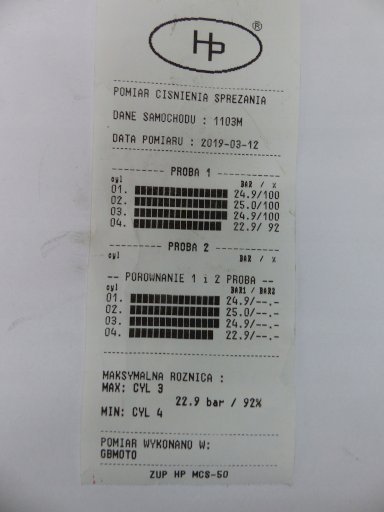 HP ®
POMIAR CISNIENIA SPREZANIA
DANE SAMOCHODU : 1103M
DATA POMIARU : 2019-03-12
PROBA 1
cyl BAR / %
01. 24.9/100
02. 25.0/100
03. 24.9/100
04. 22.9/ 92
PROBA 2
cyl BAR / %
-- POROWNANIE 1 i 2 PROBA --
cyl BAR1 / BAR2
01. 24.9/--.-
02. 25.0/--.-
03. 24.9/--.-
04. 22.9/--.-
MAKSYMALNA ROZNICA :
MAX: CYL 3
22.9 bar / 92%
MIN: CYL 4
POMIAR WYKONANO W:
GBMOTO
ZUP HP MCS-50